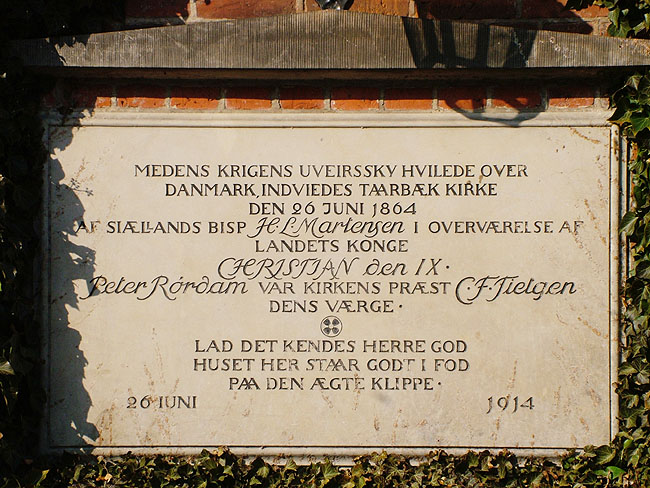 MEDENS KRIGENS UVEIRSSKY HVILEDE OVER
DANMARK, INDVIEDES TAARBÆK KIRKE
DEN 26 JUNI 1864
AF SIÆLLANDS BISP H. L. Martensen I OVERVÆRELSE AF
LANDETS KONGE
CHRISTIAN den IX.
Peter Rördam VAR KIRKENS PRÆST C. F. Tietgen
DENS VÆRGE.
LAD DET KENDES HERRE GOD
HUSET HER STAAR GODT I FOD
PAA DEN ÆGTE KLIPPE.
26 IUNI 1914